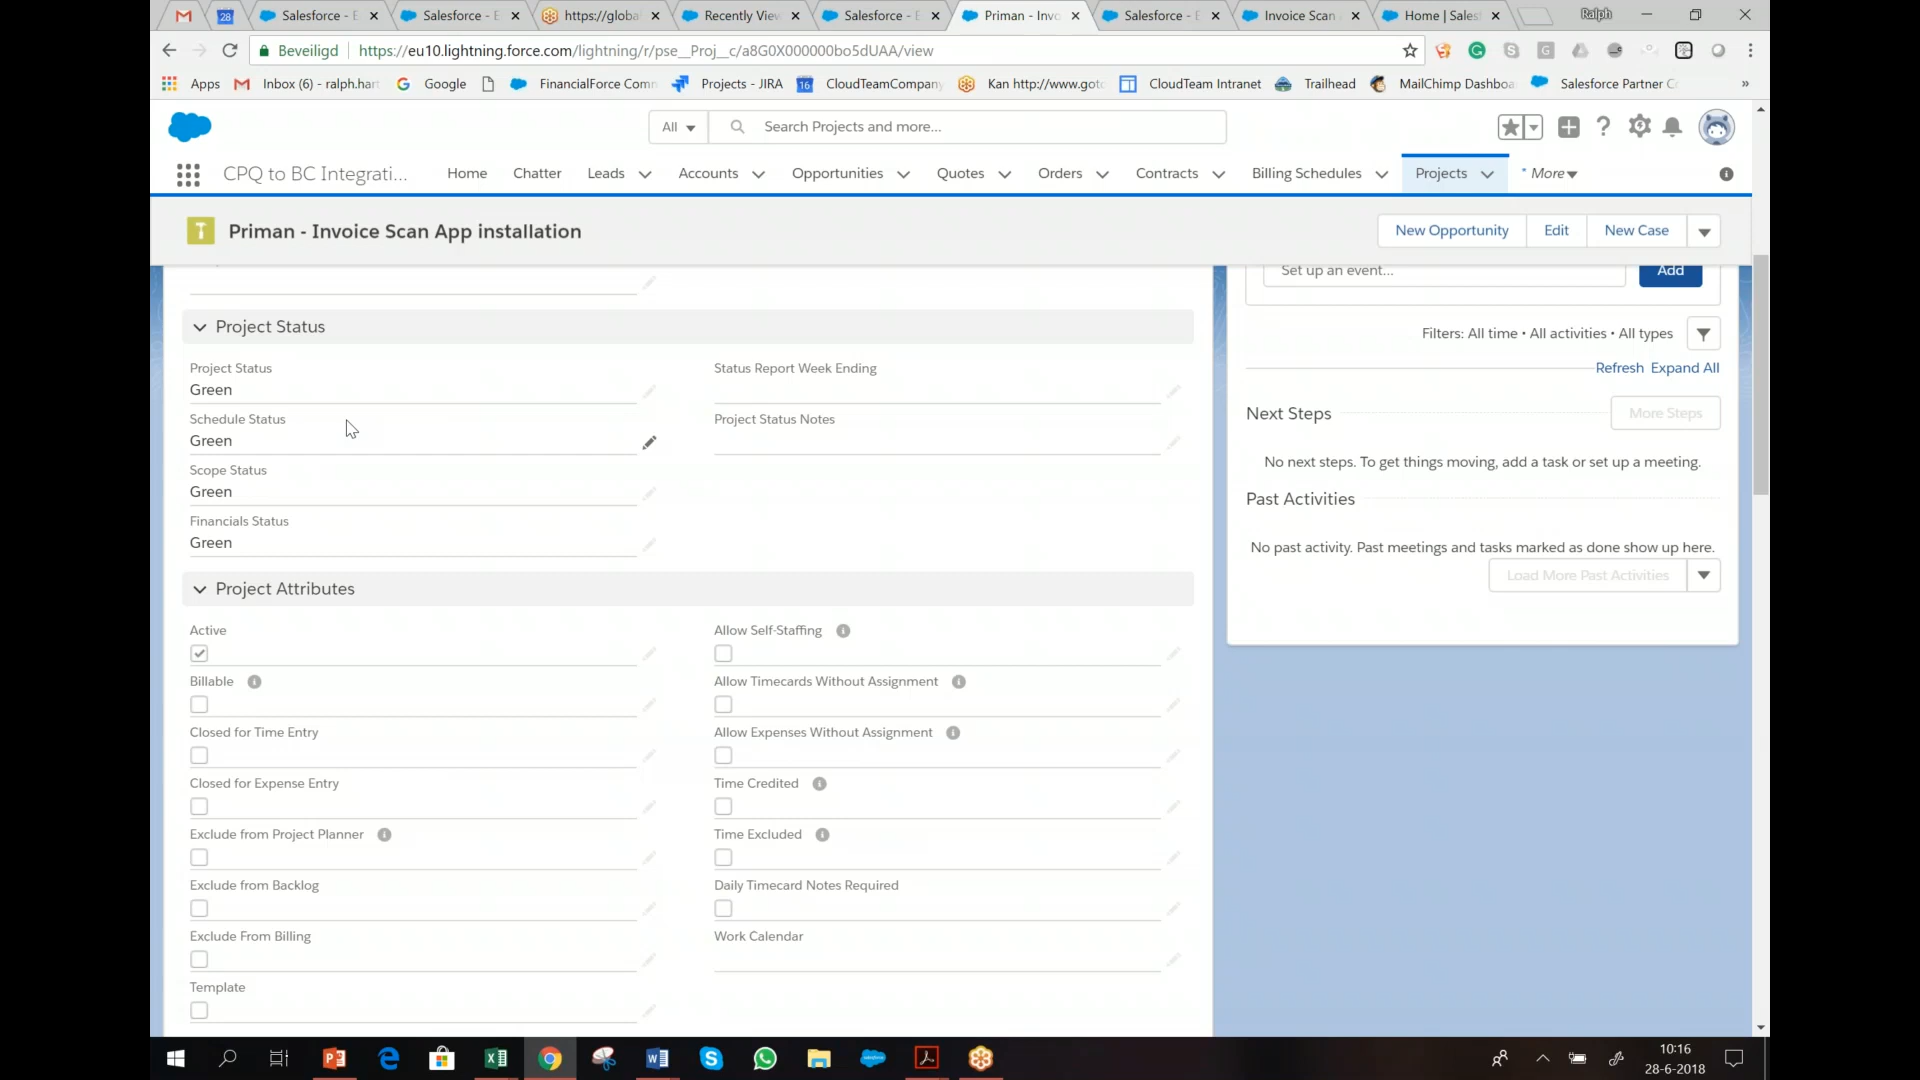 Salesforce - E
Salesforce - E
https://globa
Recently View
Salesforce - E
Priman - Invo
Salesforce - E
Invoice Scan
Home | Sales
Ralph
Beveiligd
https://eu10.lightning.force.com/lightning/r/pse__Proj__c/a8G0X000000bo5dUAA/view
Apps
Inbox (6) - ralph.hart
Google
FinancialForce Comm
Projects - JIRA
16
CloudTeamCompany
Kan http://www.goto
CloudTeam Intranet
Trailhead
MailChimp Dashboa
Salesforce Partner C
»
All
Search Projects and more...
CPQ to BC Integrati...
Home
Chatter
Leads
Accounts
Opportunities
Quotes
Orders
Contracts
Billing Schedules
Projects
* More
Priman - Invoice Scan App installation
New Opportunity
Edit
New Case
Set up an event...
Add
Project Status
Filters: All time • All activities • All types
Refresh Expand All
Project Status
Green
Status Report Week Ending
Schedule Status
Green
Project Status Notes
Next Steps
More Steps
Scope Status
Green
No next steps. To get things moving, add a task or set up a meeting.
Financials Status
Green
Past Activities
No past activity. Past meetings and tasks marked as done show up here.
Load More Past Activities
Project Attributes
Active
Allow Self-Staffing
Billable
Allow Timecards Without Assignment
Closed for Time Entry
Allow Expenses Without Assignment
Closed for Expense Entry
Time Credited
Exclude from Project Planner
Time Excluded
Exclude from Backlog
Daily Timecard Notes Required
Exclude From Billing
Work Calendar
Template
10:16
28-6-2018